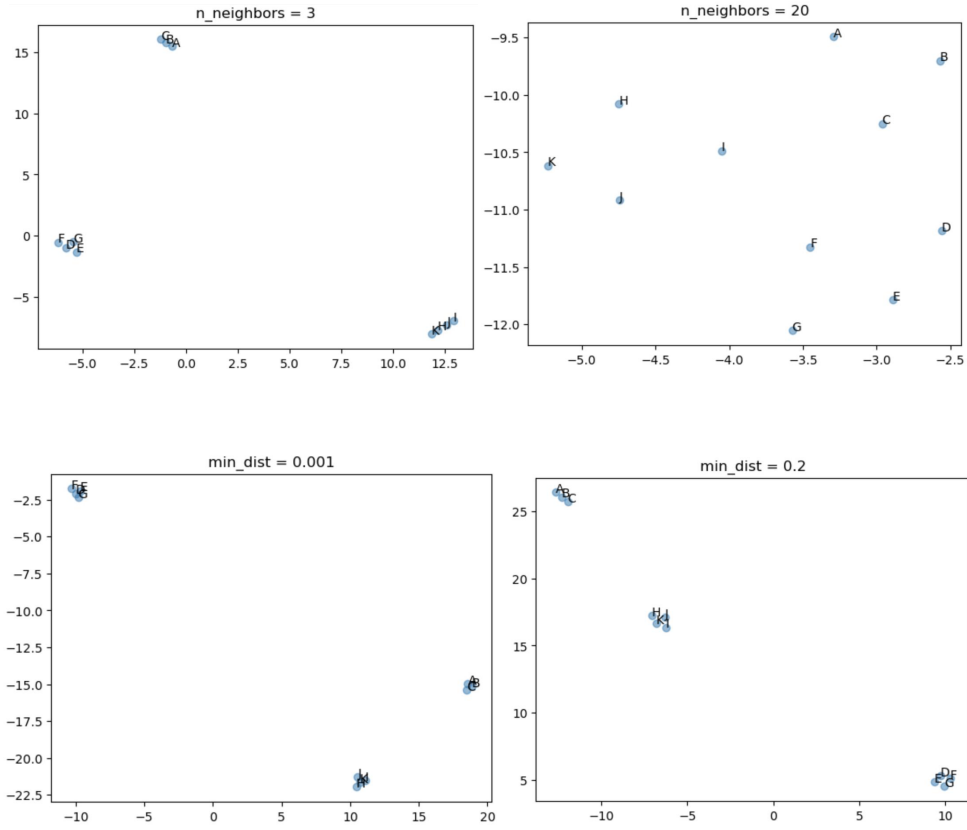 n_neighbors = 3
15
10
5
0
−5
−5.0
−2.5
0.0
2.5
5.0
7.5
10.0
12.5
C
B
A
F
D
G
E
K
H
J
I
n_neighbors = 20
−9.5
−10.0
−10.5
−11.0
−11.5
−12.0
−5.0
−4.5
−4.0
−3.5
−3.0
−2.5
A
B
H
C
I
K
J
D
F
E
G
min_dist = 0.001
−2.5
−5.0
−7.5
−10.0
−12.5
−15.0
−17.5
−20.0
−22.5
−10
−5
0
5
10
15
20
F
E
D
G
A
B
C
min_dist = 0.2
25
20
15
10
5
−10
−5
0
5
10
A
B
C
H
K
D
F
E
G